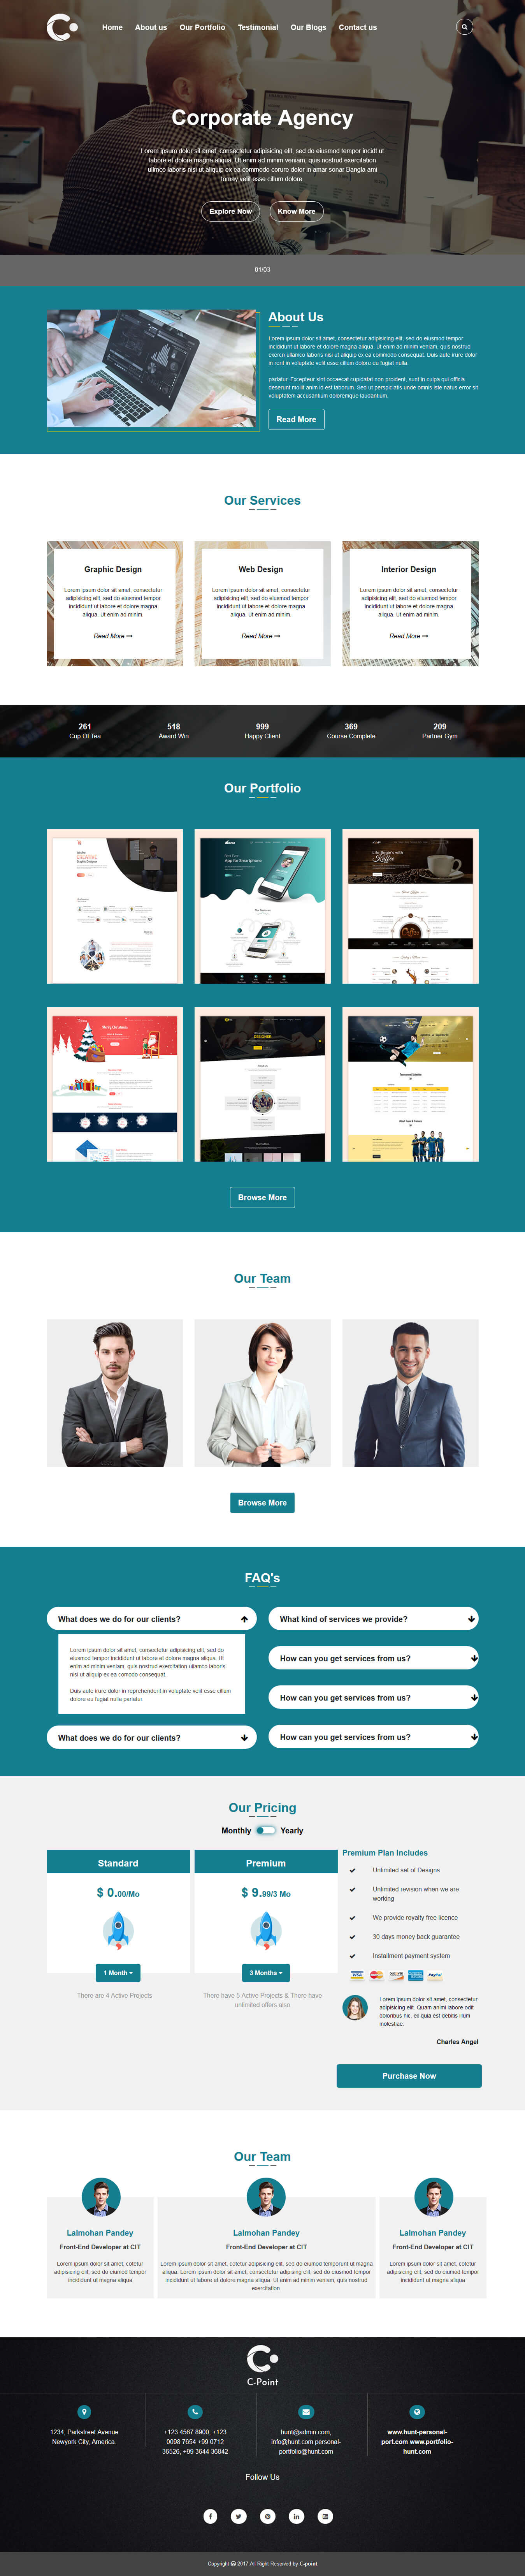 Home About us Our Portfolio Testimonial Our Blogs Contact us
Corporate Agency
Lorem ipsum dolor sit amet, consectetur adipisicing elit, sed do eiusmod tempor incidt ut
labore et dolore magna aliqua. Ut enim ad minim veniam, quis nostrud exercitation
ullmco laboris nisi ut aliquip ex ea commodo corure dolor in amar sonar Bangla ami
tomay velit esse cillum dolore.
Explore Now Know More
01/03
About Us
Lorem ipsum dolor sit amet, consectetur adipisicing elit, sed do eiusmod tempor
incididunt ut labore et dolore magna aliqua. Ut enim ad minim veniam, quis nostrud
exercn ullamco laboris nisi ut aliquip ex ea commodo consequat. Duis aute irure dolor
in rerit in voluptate velit esse cillum dolore eu fugiat nulla
pariatur. Excepteur sint occaecat cupidatat non proident, sunt in culpa qui officia
deserunt mollit anim id est laborum. Sed ut perspiciatis unde omnis iste natus error sit
voluptatem accusantium doloremque laudantium.
Read More
Our Services
Graphic Design
Lorem ipsum dolor sit amet, consectetur
adipisicing elit, sed do eiusmod tempor
incididunt ut labore et dolore magna
aliqua. Ut enim ad minim.
Read More
Web Design
Lorem ipsum dolor sit amet, consectetur
adipisicing elit, sed do eiusmod tempor
incididunt ut labore et dolore magna
aliqua. Ut enim ad minim.
Read More
Interior Design
Lorem ipsum dolor sit amet, consectetur
adipisicing elit, sed do eiusmod tempor
incididunt ut labore et dolore magna
aliqua. Ut enim ad minim.
Read More
261 518 999 369 209
Cup Of Tea Award Win Happy Client Course Complete Partner Gym
Our Portfolio
CREATIVE
App for Smartphone
Koffee
Merry Christmas
DESIGNER
Browse More
Our Team
Browse More
FAQ's
What does we do for our clients?
Lorem ipsum dolor sit amet, consectetur adipisicing elit, sed do
eiusmod tempor incididunt ut labore et dolore magna aliqua. Ut
enim ad minim veniam, quis nostrud exercitation ullamco laboris
nisi ut aliquip ex ea comodo consequat.
Duis aute irure dolor in reprehenderit in voluptate velit esse cilum
dolore eu fugiat nulla pariatur.
What does we do for our clients?
What kind of services we provide?
How can you get services from us?
How can you get services from us?
How can you get services from us?
Our Pricing
Monthly Yearly
Standard
$ 0.00/Mo
1 Month
There are 4 Active Projects
Premium
$ 9.99/3 Mo
3 Months
There have 5 Active Projects & There have
unlimited offers also
Premium Plan Includes
Unlimited set of Designs
Unlimited revision when we are
working
We provide royalty free licence
30 days money back guarantee
Installment payment system
VISA MasterCard DISCOVER PayPal
Lorem ipsum dolor sit amet, consectetur
adipisicing elit. Quam animi labore odit
doloribus hic, ex quia est debitis illum
molestiae.
Charles Angel
Purchase Now
Our Team
Lalmohan Pandey
Front-End Developer at CIT
Lorem ipsum dolor sit amet, cotetur
adipisicing elit, sed do eiumod tempor
incididunt ut magna aliqua
Lalmohan Pandey
Front-End Developer at CIT
Lorem ipsum dolor sit amet, cotetur adipisicing elit; sed do eiusmod temporunt ut magna
aliqua. Lorem ipsum dolor sit amet, consectetur adipisicing elit, sed do eiusmod tempor
incididunt ut labore et dolore magna aliqua. Ut enim ad minim veniam, quis nostrud
exercitation.
Lalmohan Pandey
Front-End Developer at CIT
Lorem ipsum dolor sit amet, cotetur
adipisicing elit, sed do eiumod tempor
incididunt ut magna aliqua
C-Point
1234, Parkstreet Avenue
Newyork City, America.
+123 4567 8900, +123
0098 7654 +99 0712
36526, +99 3644 36842
hunt@admin.com,
info@hunt.com personal-
portfolio@hunt.com
www.hunt-personal-
port.com www.portfolio-
hunt.com
Follow Us
Copyright © 2017.All Right Reserved by C-point